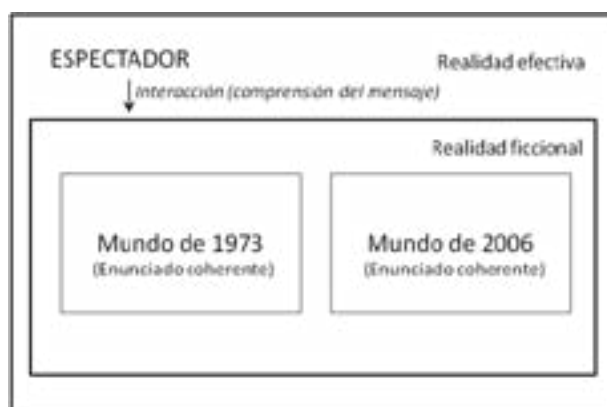 ESPECTADOR
Realidad efectiva
Interacción (comprensión del mensaje)
Realidad ficcional
Mundo de 1973
(Enunciado coherente)
Mundo de 2006
(Enunciado coherente)